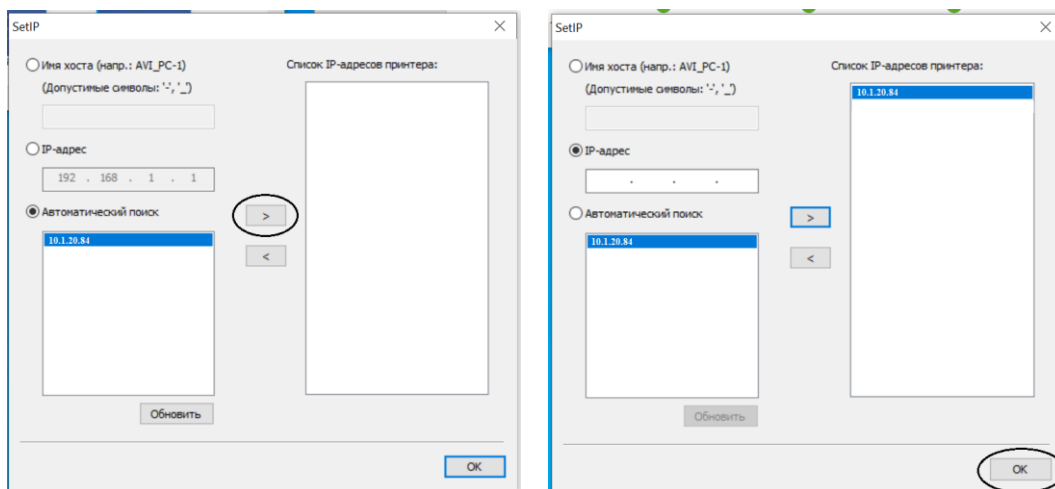 SetIP
Имя хоста (напр.: AVI_PC-1)
(Допустимые символы: '-', '_')
IP-адрес
192 . 168 . 1 . 1
Автоматический поиск
10.1.20.84
Обновить
Список IP-адресов принтера:
>
<
OK
SetIP
Имя хоста (напр.: AVI_PC-1)
(Допустимые символы: '-', '_')
IP-адрес
. . .
Автоматический поиск
10.1.20.84
Обновить
Список IP-адресов принтера:
10.1.20.84
>
<
OK